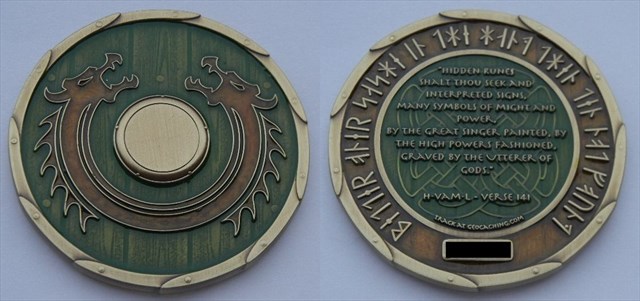 "HIDDEN RUNES
SHALT THOU SEEK AND
INTERPRETED SIGNS,
MANY SYMBOLS OF MIGHT AND
POWER,
BY THE GREAT SINGER PAINTED, BY
THE HIGH POWERS FASHIONED,
GRAVED BY THE UTTERER OF
GODS."
H-VAM-L - VERSE 141
TRACK AT GEOCACHING.COM